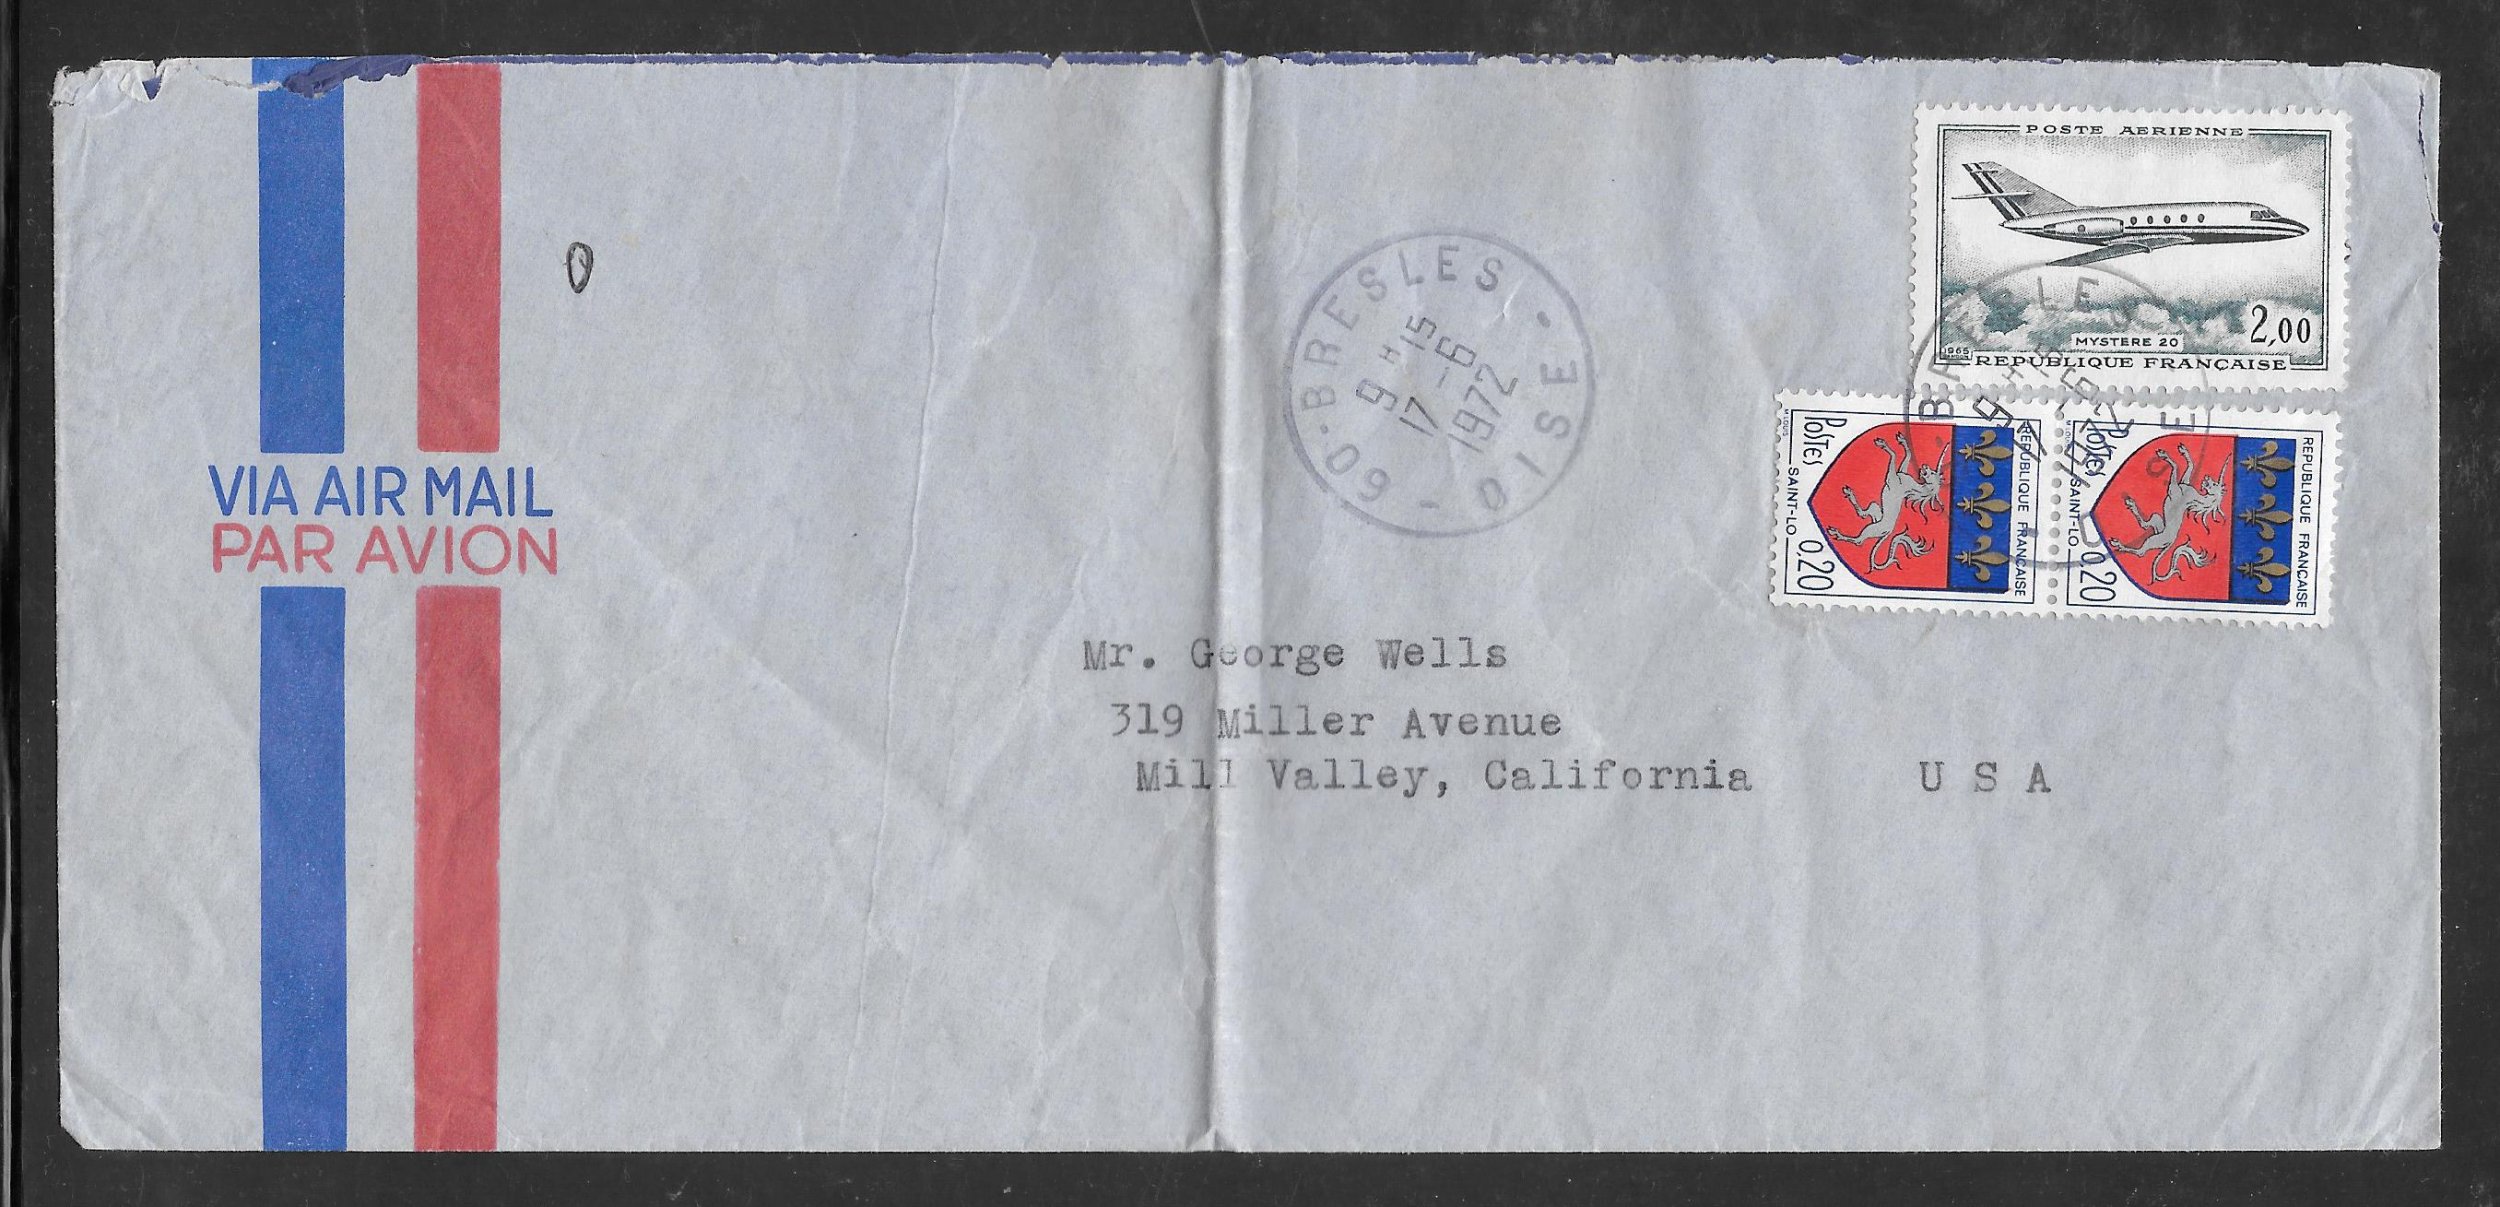 POSTE AERIENNE
2,00
MYSTERE 20
1965
REPUBLIQUE FRANÇAISE
60 · BRESLES · OISE -
9 H 15
17 -6
1972
REPUBLIQUE FRANÇAISE
POSTES
SAINT-LO
0,20
REPUBLIQUE FRANÇAISE
POSTES
SAINT-LO
0,20
VIA AIR MAIL
PAR AVION
Mr. George Wells
319 Miller Avenue
Mill Valley, California U S A